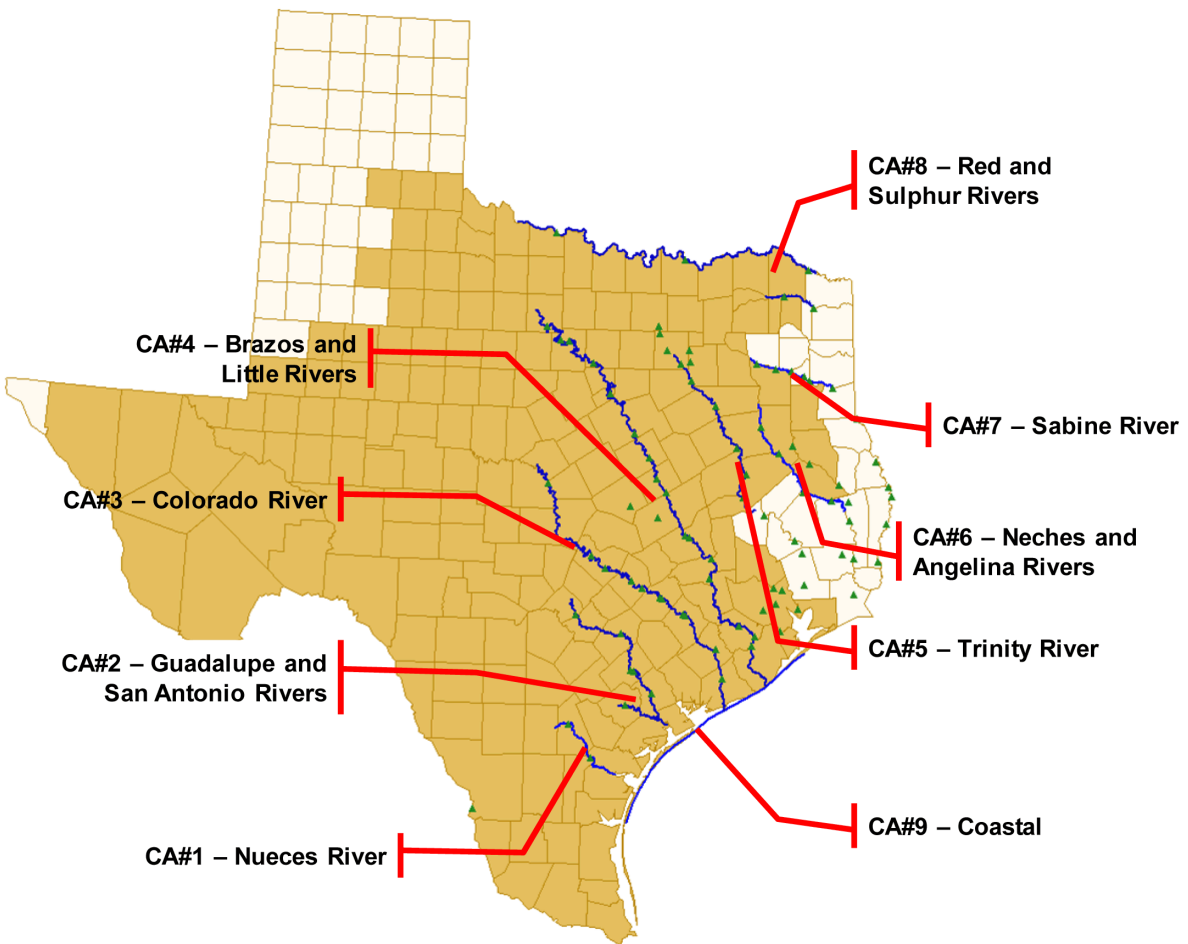 CA#8 – Red and
Sulphur Rivers
CA#4 – Brazos and
Little Rivers
CA#7 – Sabine River
CA#3 – Colorado River
CA#6 – Neches and
Angelina Rivers
CA#5 – Trinity River
CA#2 – Guadalupe and
San Antonio Rivers
CA#9 – Coastal
CA#1 – Nueces River